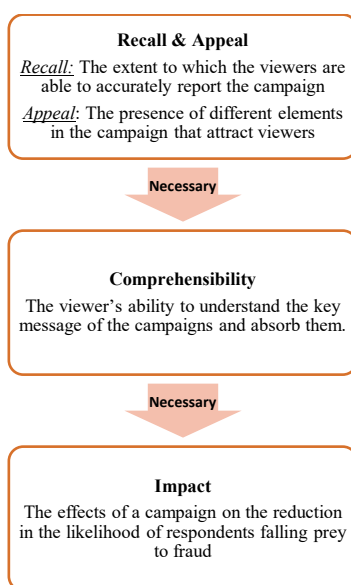 Recall & Appeal
Recall: The extent to which the viewers are
able to accurately report the campaign
Appeal: The presence of different elements
in the campaign that attract viewers
Necessary
Comprehensibility
The viewer's ability to understand the key
message of the campaigns and absorb them.
Necessary
Impact
The effects of a campaign on the reduction
in the likelihood of respondents falling prey
to fraud